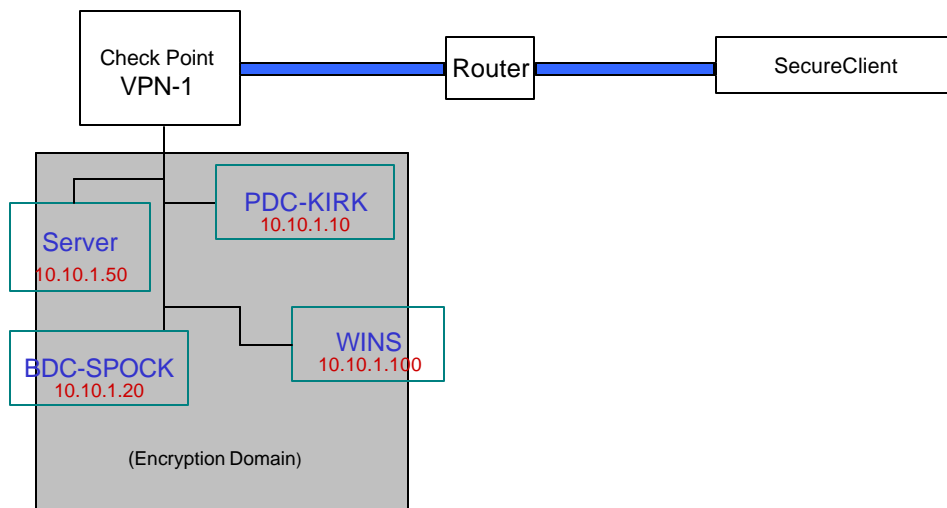 Check Point
VPN-1
Router
SecureClient
PDC-KIRK
10.10.1.10
Server
10.10.1.50
WINS
10.10.1.100
BDC-SPOCK
10.10.1.20
(Encryption Domain)